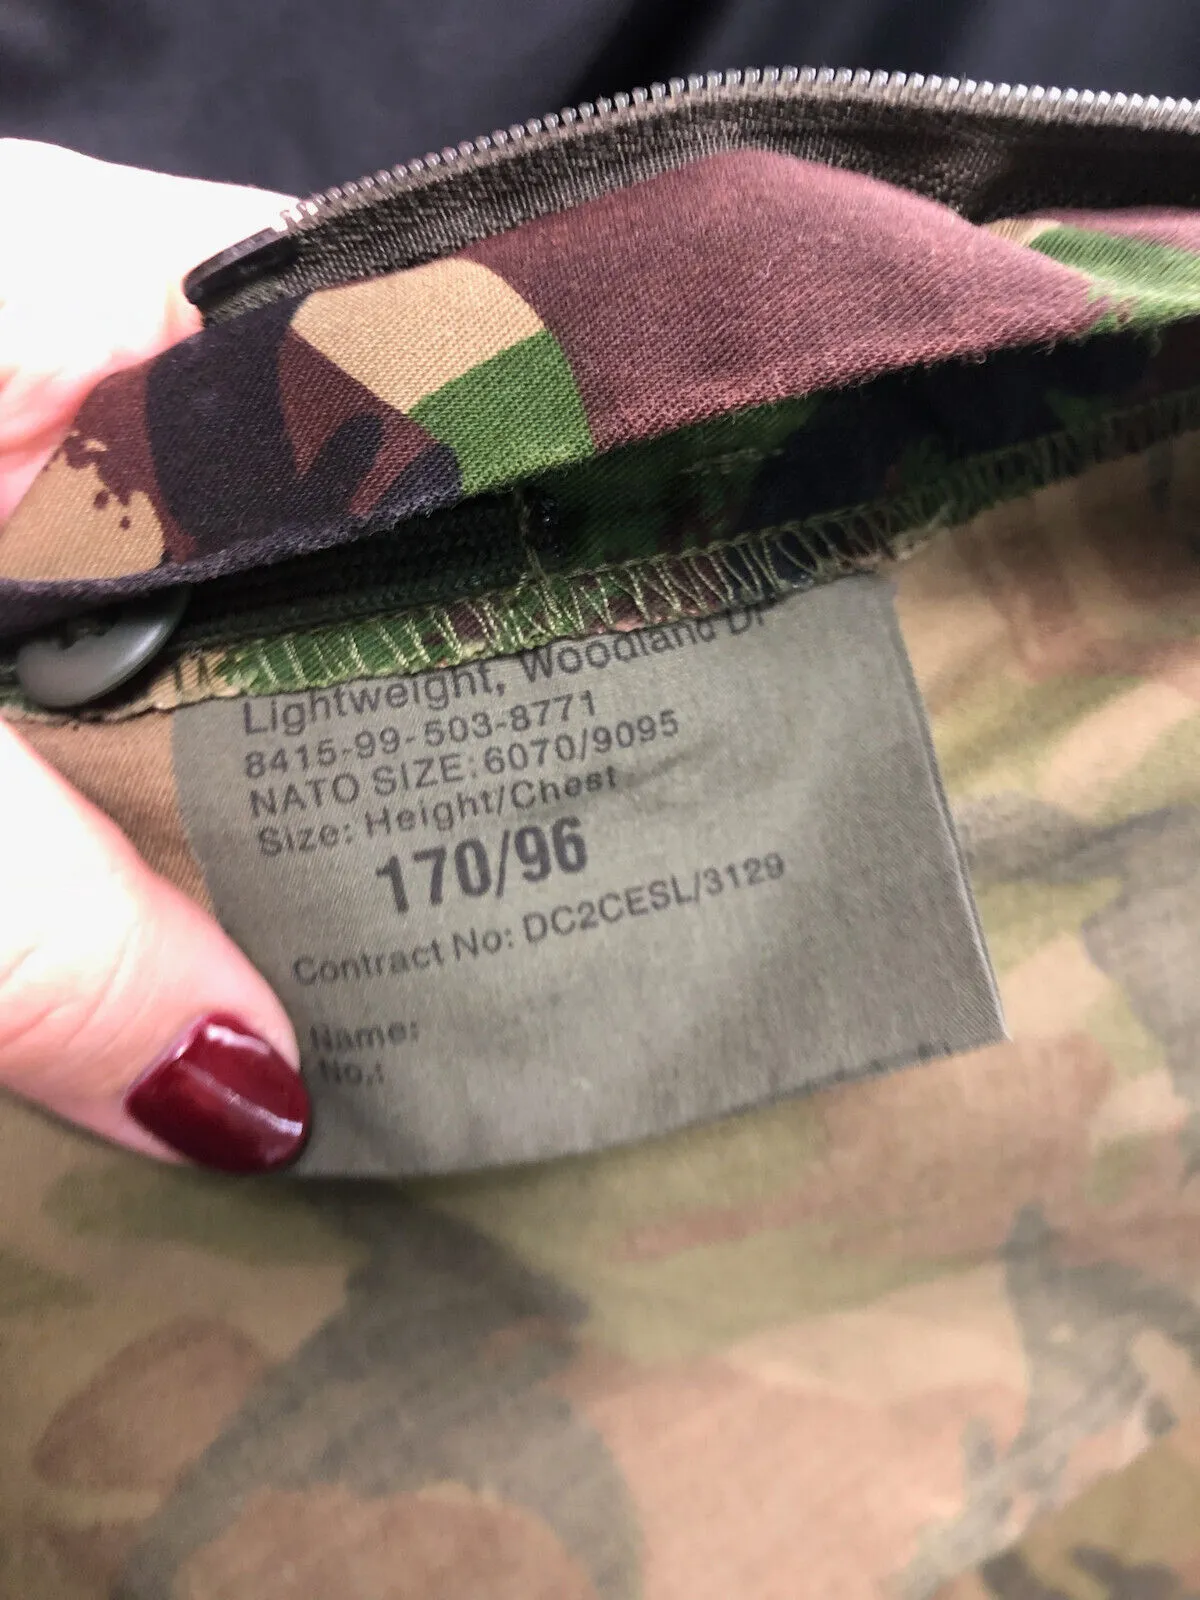 Lightweight, Woodland DP
8415-99-503-8771
NATO SIZE: 6070/9095
Size: Height/Chest
170/96
Contract No: DC2CESL/3129
Name:
No.: